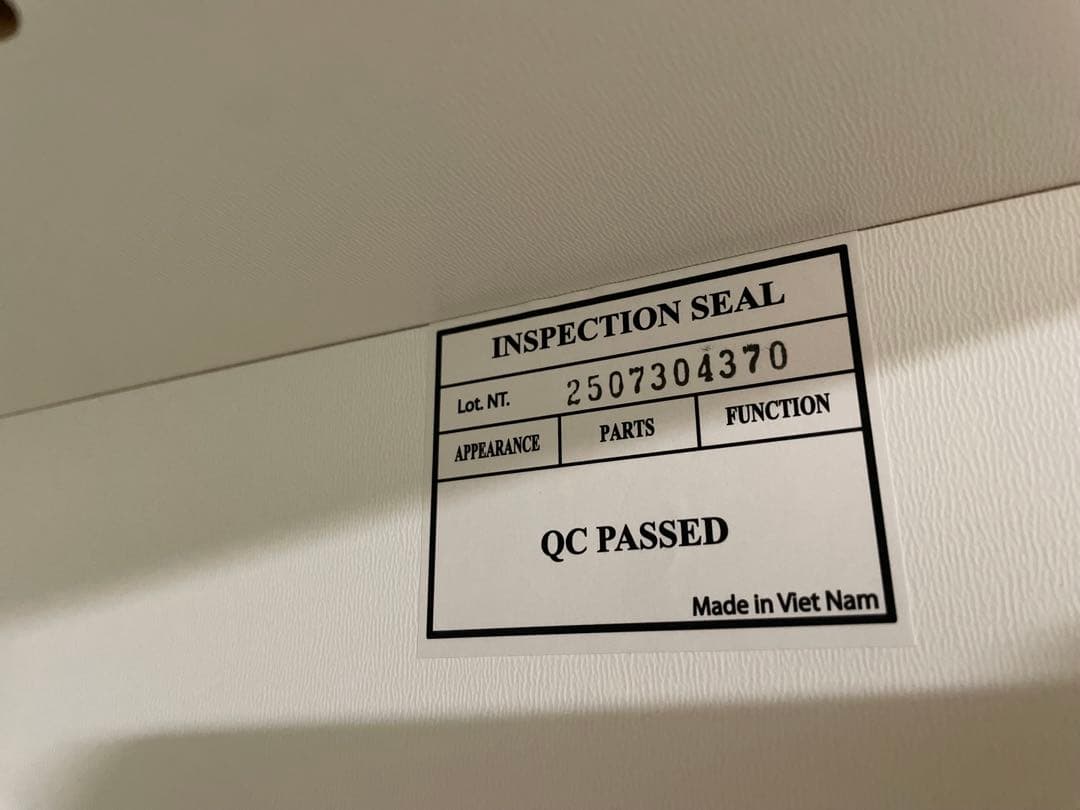 INSPECTION SEAL
Lot. NT. 2507304370
APPEARANCE PARTS FUNCTION
QC PASSED
Made in Viet Nam